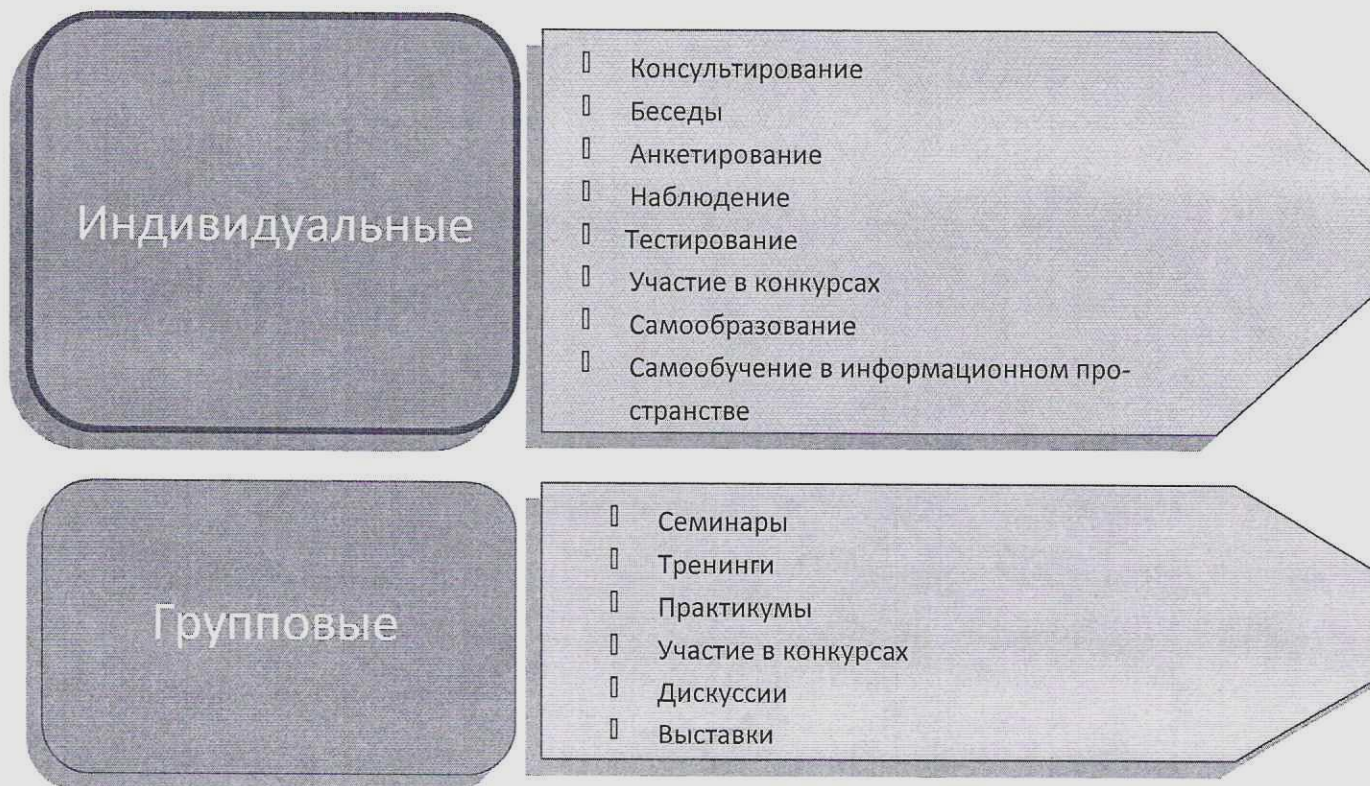 Индивидуальные
Консультирование
Беседы
Анкетирование
Наблюдение
Тестирование
Участие в конкурсах
Самообразование
Самообучение в информационном про-
странстве
Групповые
Семинары
Тренинги
Практикумы
Участие в конкурсах
Дискуссии
Выставки